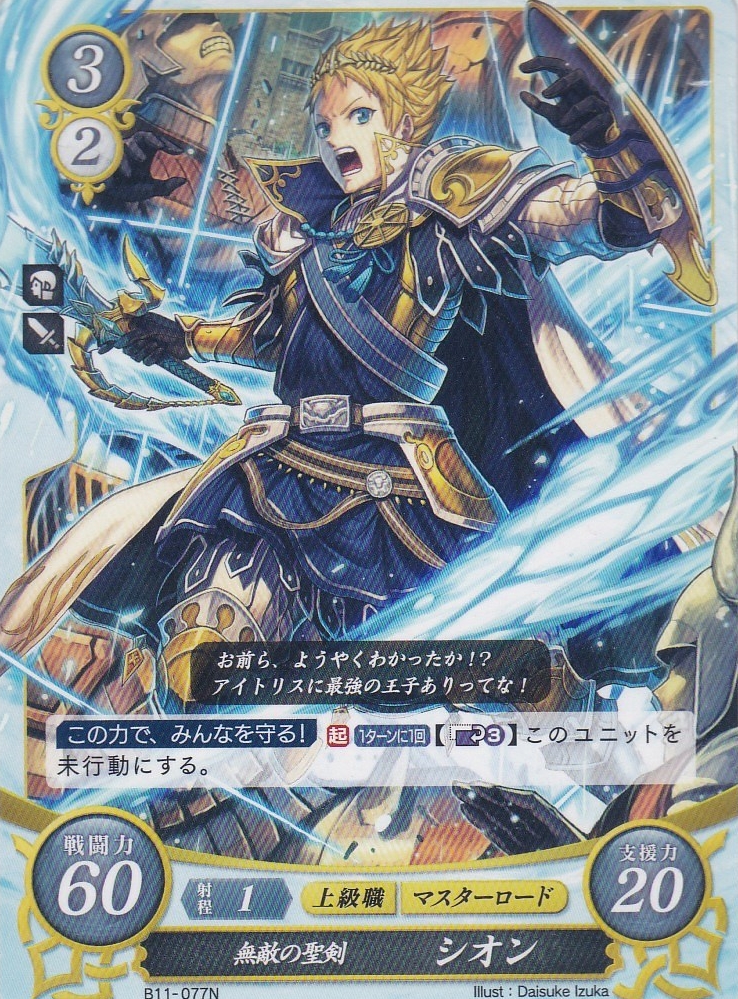 3
2
お前ら、ようやくわかったか!?
アイトリスに最強の王子ありってな!
この力で、みんなを守る! 起 1ターンに1回 【3】このユニットを
未行動にする。
戦闘力
60
射程 1
上級職 マスターロード
支援力
20
無敵の聖剣 シオン
B11-077N
Illust : Daisuke Izuka